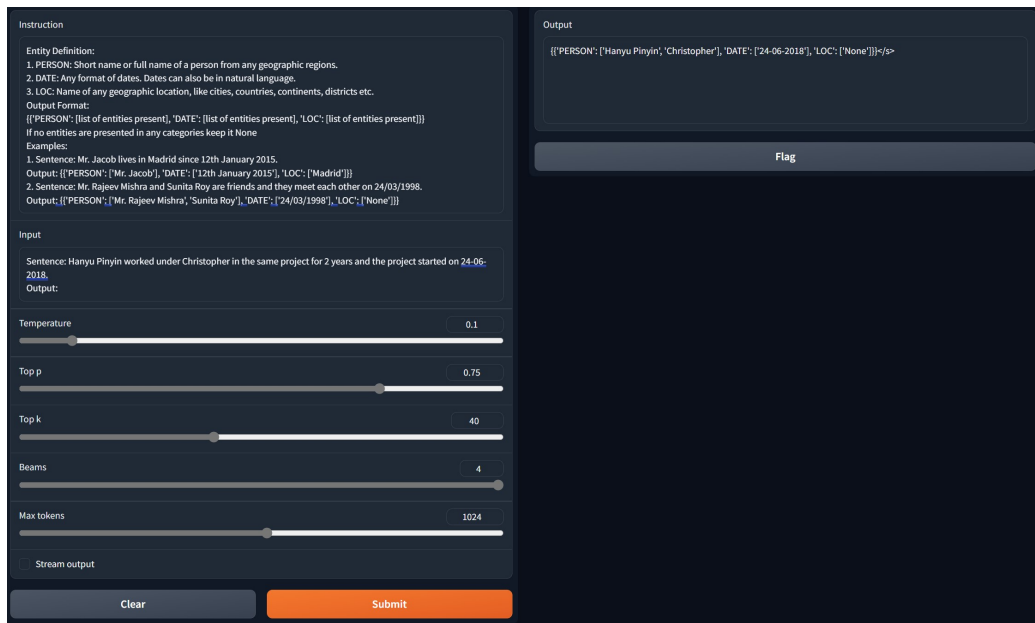 Instruction
Entity Definition:
1. PERSON: Short name or full name of a person from any geographic regions.
2. DATE: Any format of dates. Dates can also be in natural language.
3. LOC: Name of any geographic location, like cities, countries, continents, districts etc.
Output Format:
{{'PERSON': [list of entities present], 'DATE': [list of entities present], 'LOC': [list of entities present]}}
If no entities are presented in any categories keep it None
Examples:
1. Sentence: Mr. Jacob lives in Madrid since 12th January 2015.
Output: {{'PERSON': ['Mr. Jacob'], 'DATE': ['12th January 2015'], 'LOC': ['Madrid']}}
2. Sentence: Mr. Rajeev Mishra and Sunita Roy are friends and they meet each other on 24/03/1998.
Output: {{'PERSON': ['Mr. Rajeev Mishra', 'Sunita Roy'], 'DATE': ['24/03/1998'], 'LOC': ['None']}}
Input
Sentence: Hanyu Pinyin worked under Christopher in the same project for 2 years and the project started on 24-06-
2018.
Output:
Temperature
0.1
Top p
0.75
Top k
40
Beams
4
Max tokens
1024
Stream output
Clear
Submit
Output
{{'PERSON': ['Hanyu Pinyin', 'Christopher'], 'DATE': ['24-06-2018'], 'LOC': ['None']}}</s>
Flag